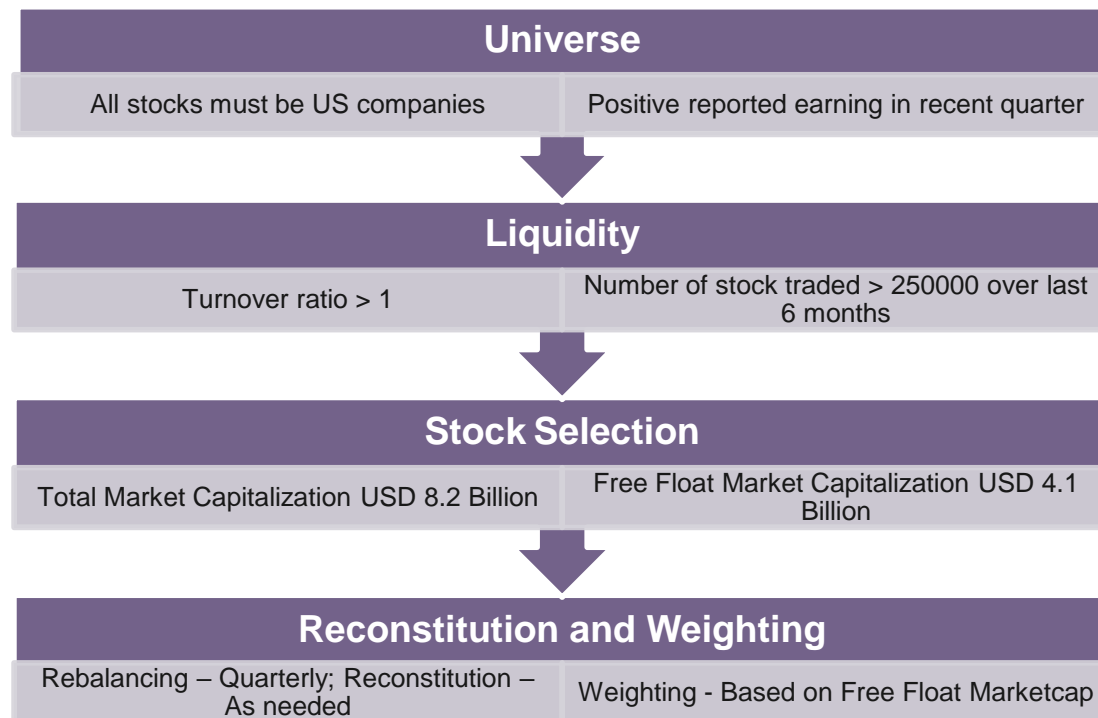 Universe
All stocks must be US companies
Positive reported earning in recent quarter
Liquidity
Turnover ratio > 1
Number of stock traded > 250000 over last
6 months
Stock Selection
Total Market Capitalization USD 8.2 Billion
Free Float Market Capitalization USD 4.1
Billion
Reconstitution and Weighting
Rebalancing – Quarterly; Reconstitution –
As needed
Weighting - Based on Free Float Marketcap